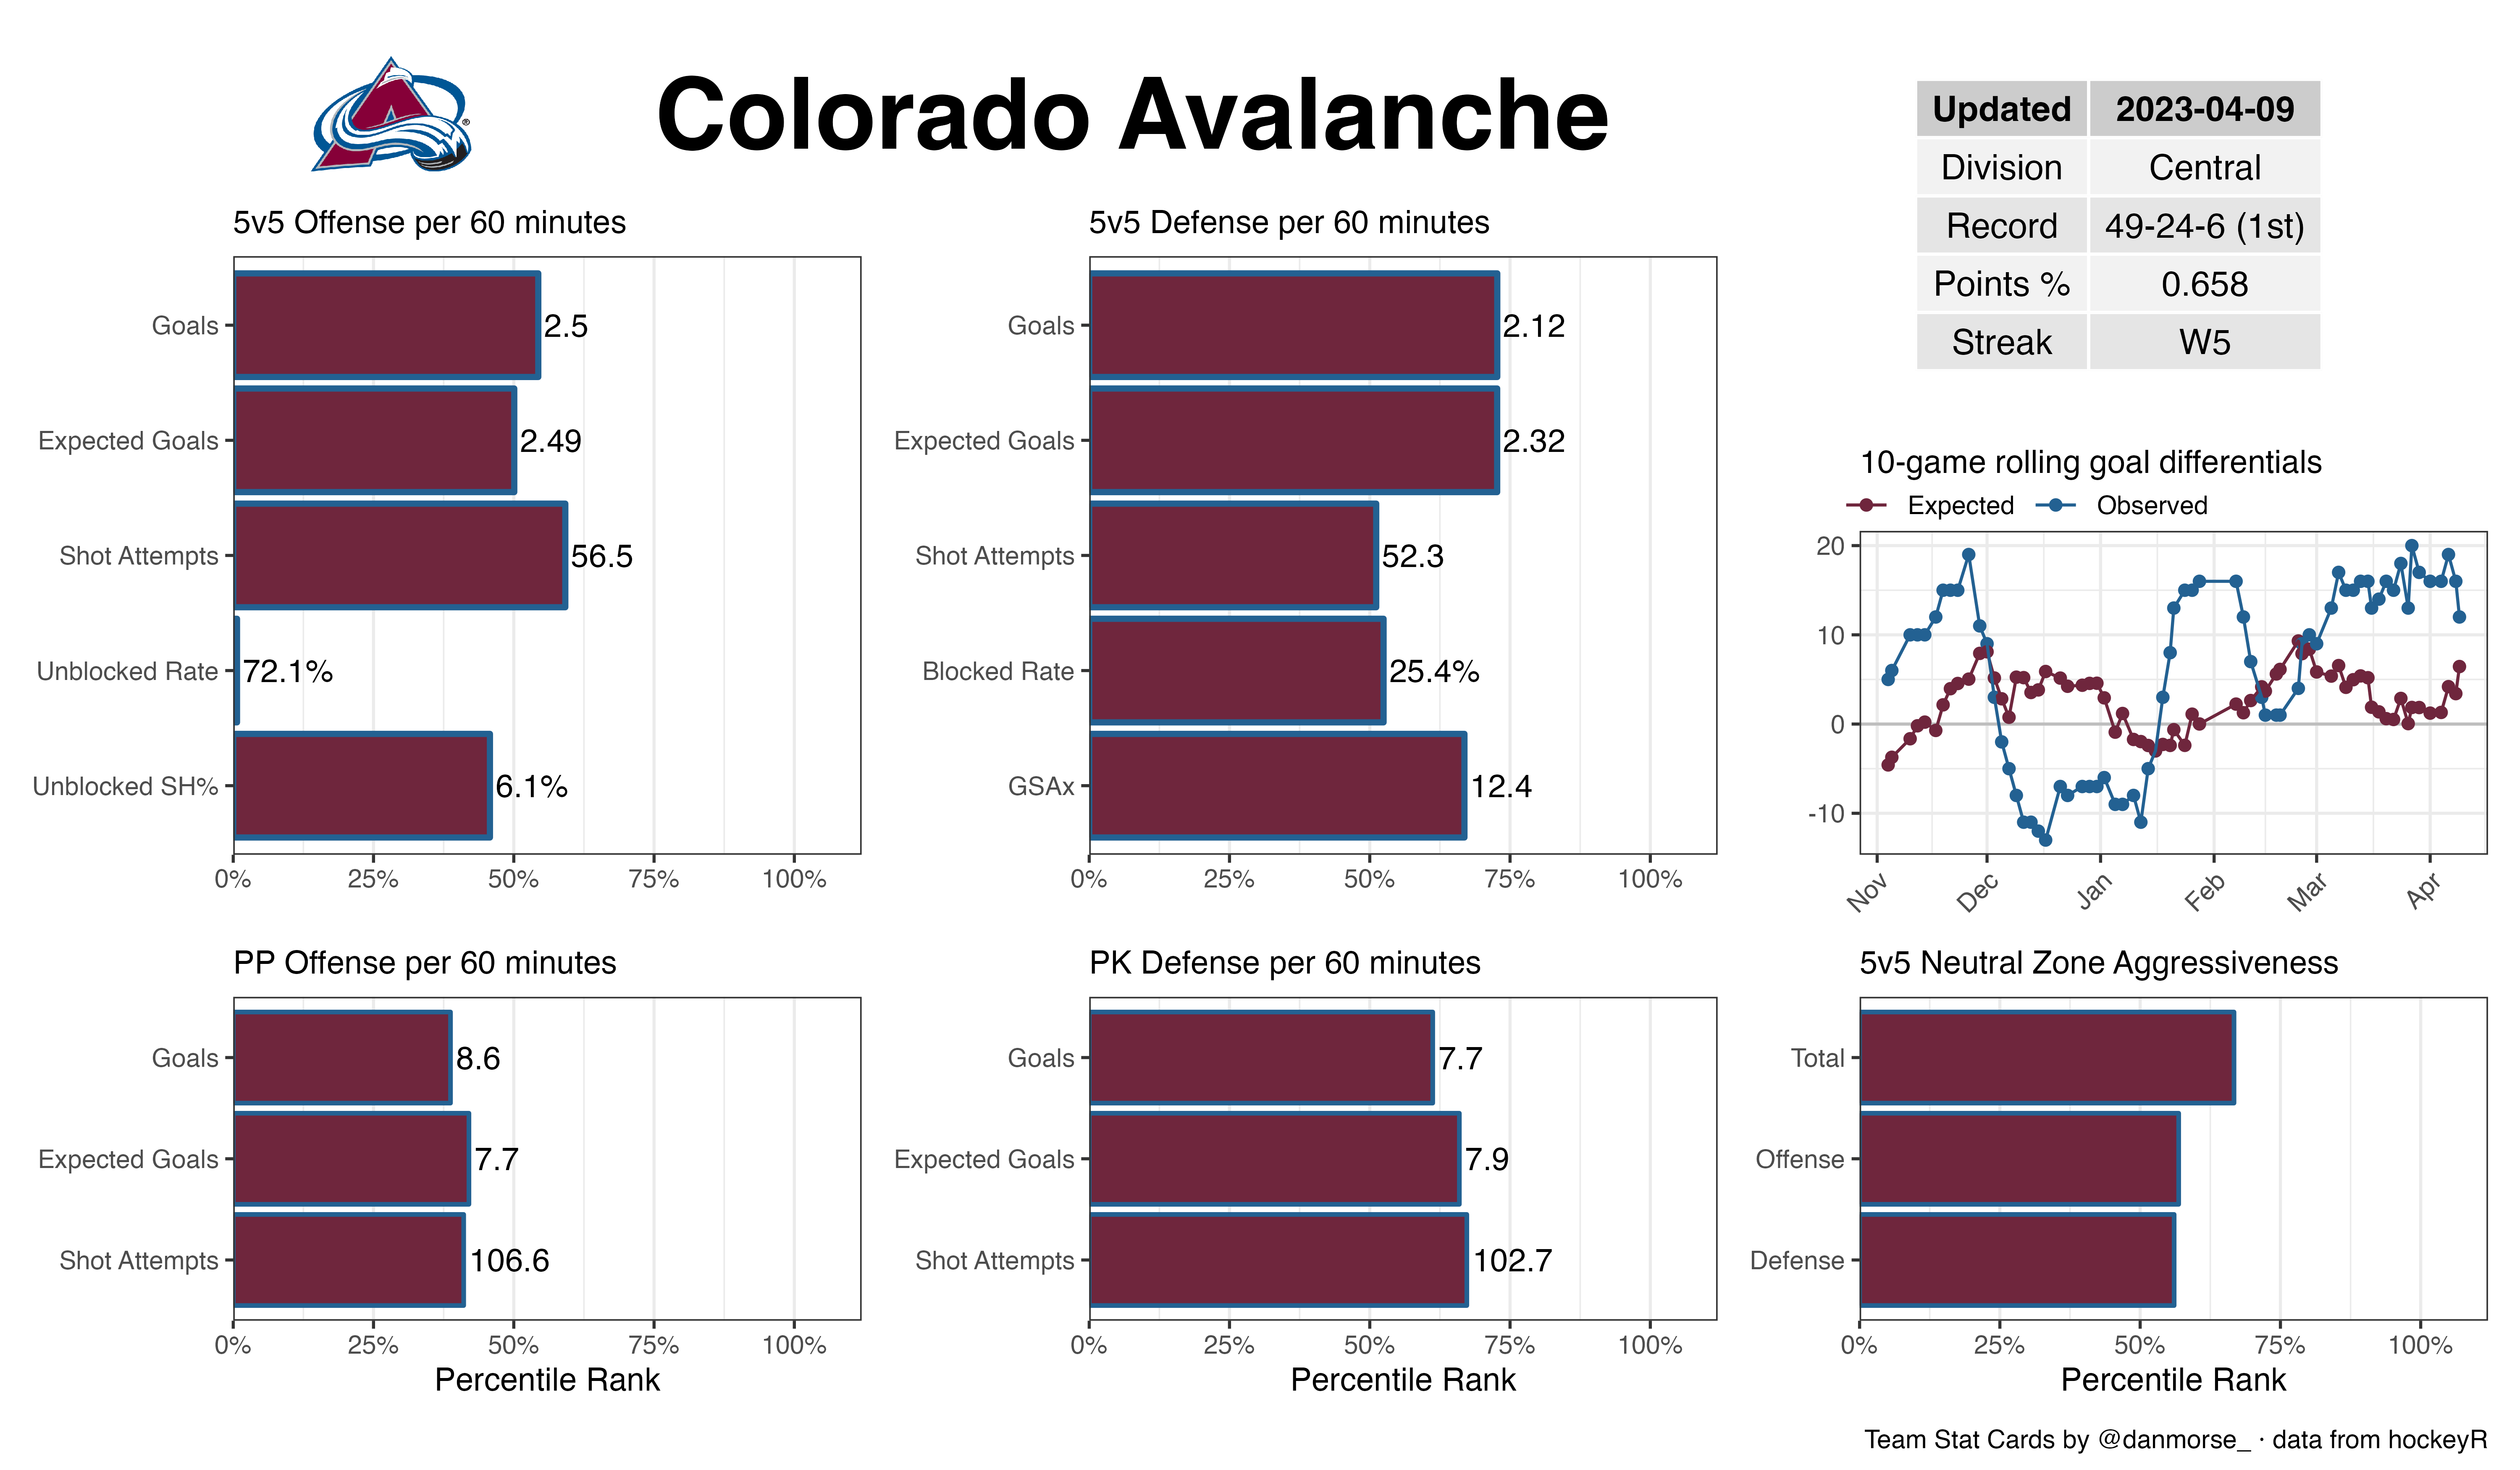 Colorado Avalanche
®
Updated 2023-04-09
Division Central
Record 49-24-6 (1st)
Points % 0.658
Streak W5
5v5 Offense per 60 minutes
Goals 2.5
Expected Goals 2.49
Shot Attempts 56.5
Unblocked Rate 72.1%
Unblocked SH% 6.1%
0% 25% 50% 75% 100%
5v5 Defense per 60 minutes
Goals 2.12
Expected Goals 2.32
Shot Attempts 52.3
Blocked Rate 25.4%
GSAx 12.4
0% 25% 50% 75% 100%
10-game rolling goal differentials
Expected Observed
20
10
0
-10
Nov Dec Jan Feb Mar Apr
PP Offense per 60 minutes
Goals 8.6
Expected Goals 7.7
Shot Attempts 106.6
0% 25% 50% 75% 100%
Percentile Rank
PK Defense per 60 minutes
Goals 7.7
Expected Goals 7.9
Shot Attempts 102.7
0% 25% 50% 75% 100%
Percentile Rank
5v5 Neutral Zone Aggressiveness
Total
Offense
Defense
0% 25% 50% 75% 100%
Percentile Rank
Team Stat Cards by @danmorse_ · data from hockeyR